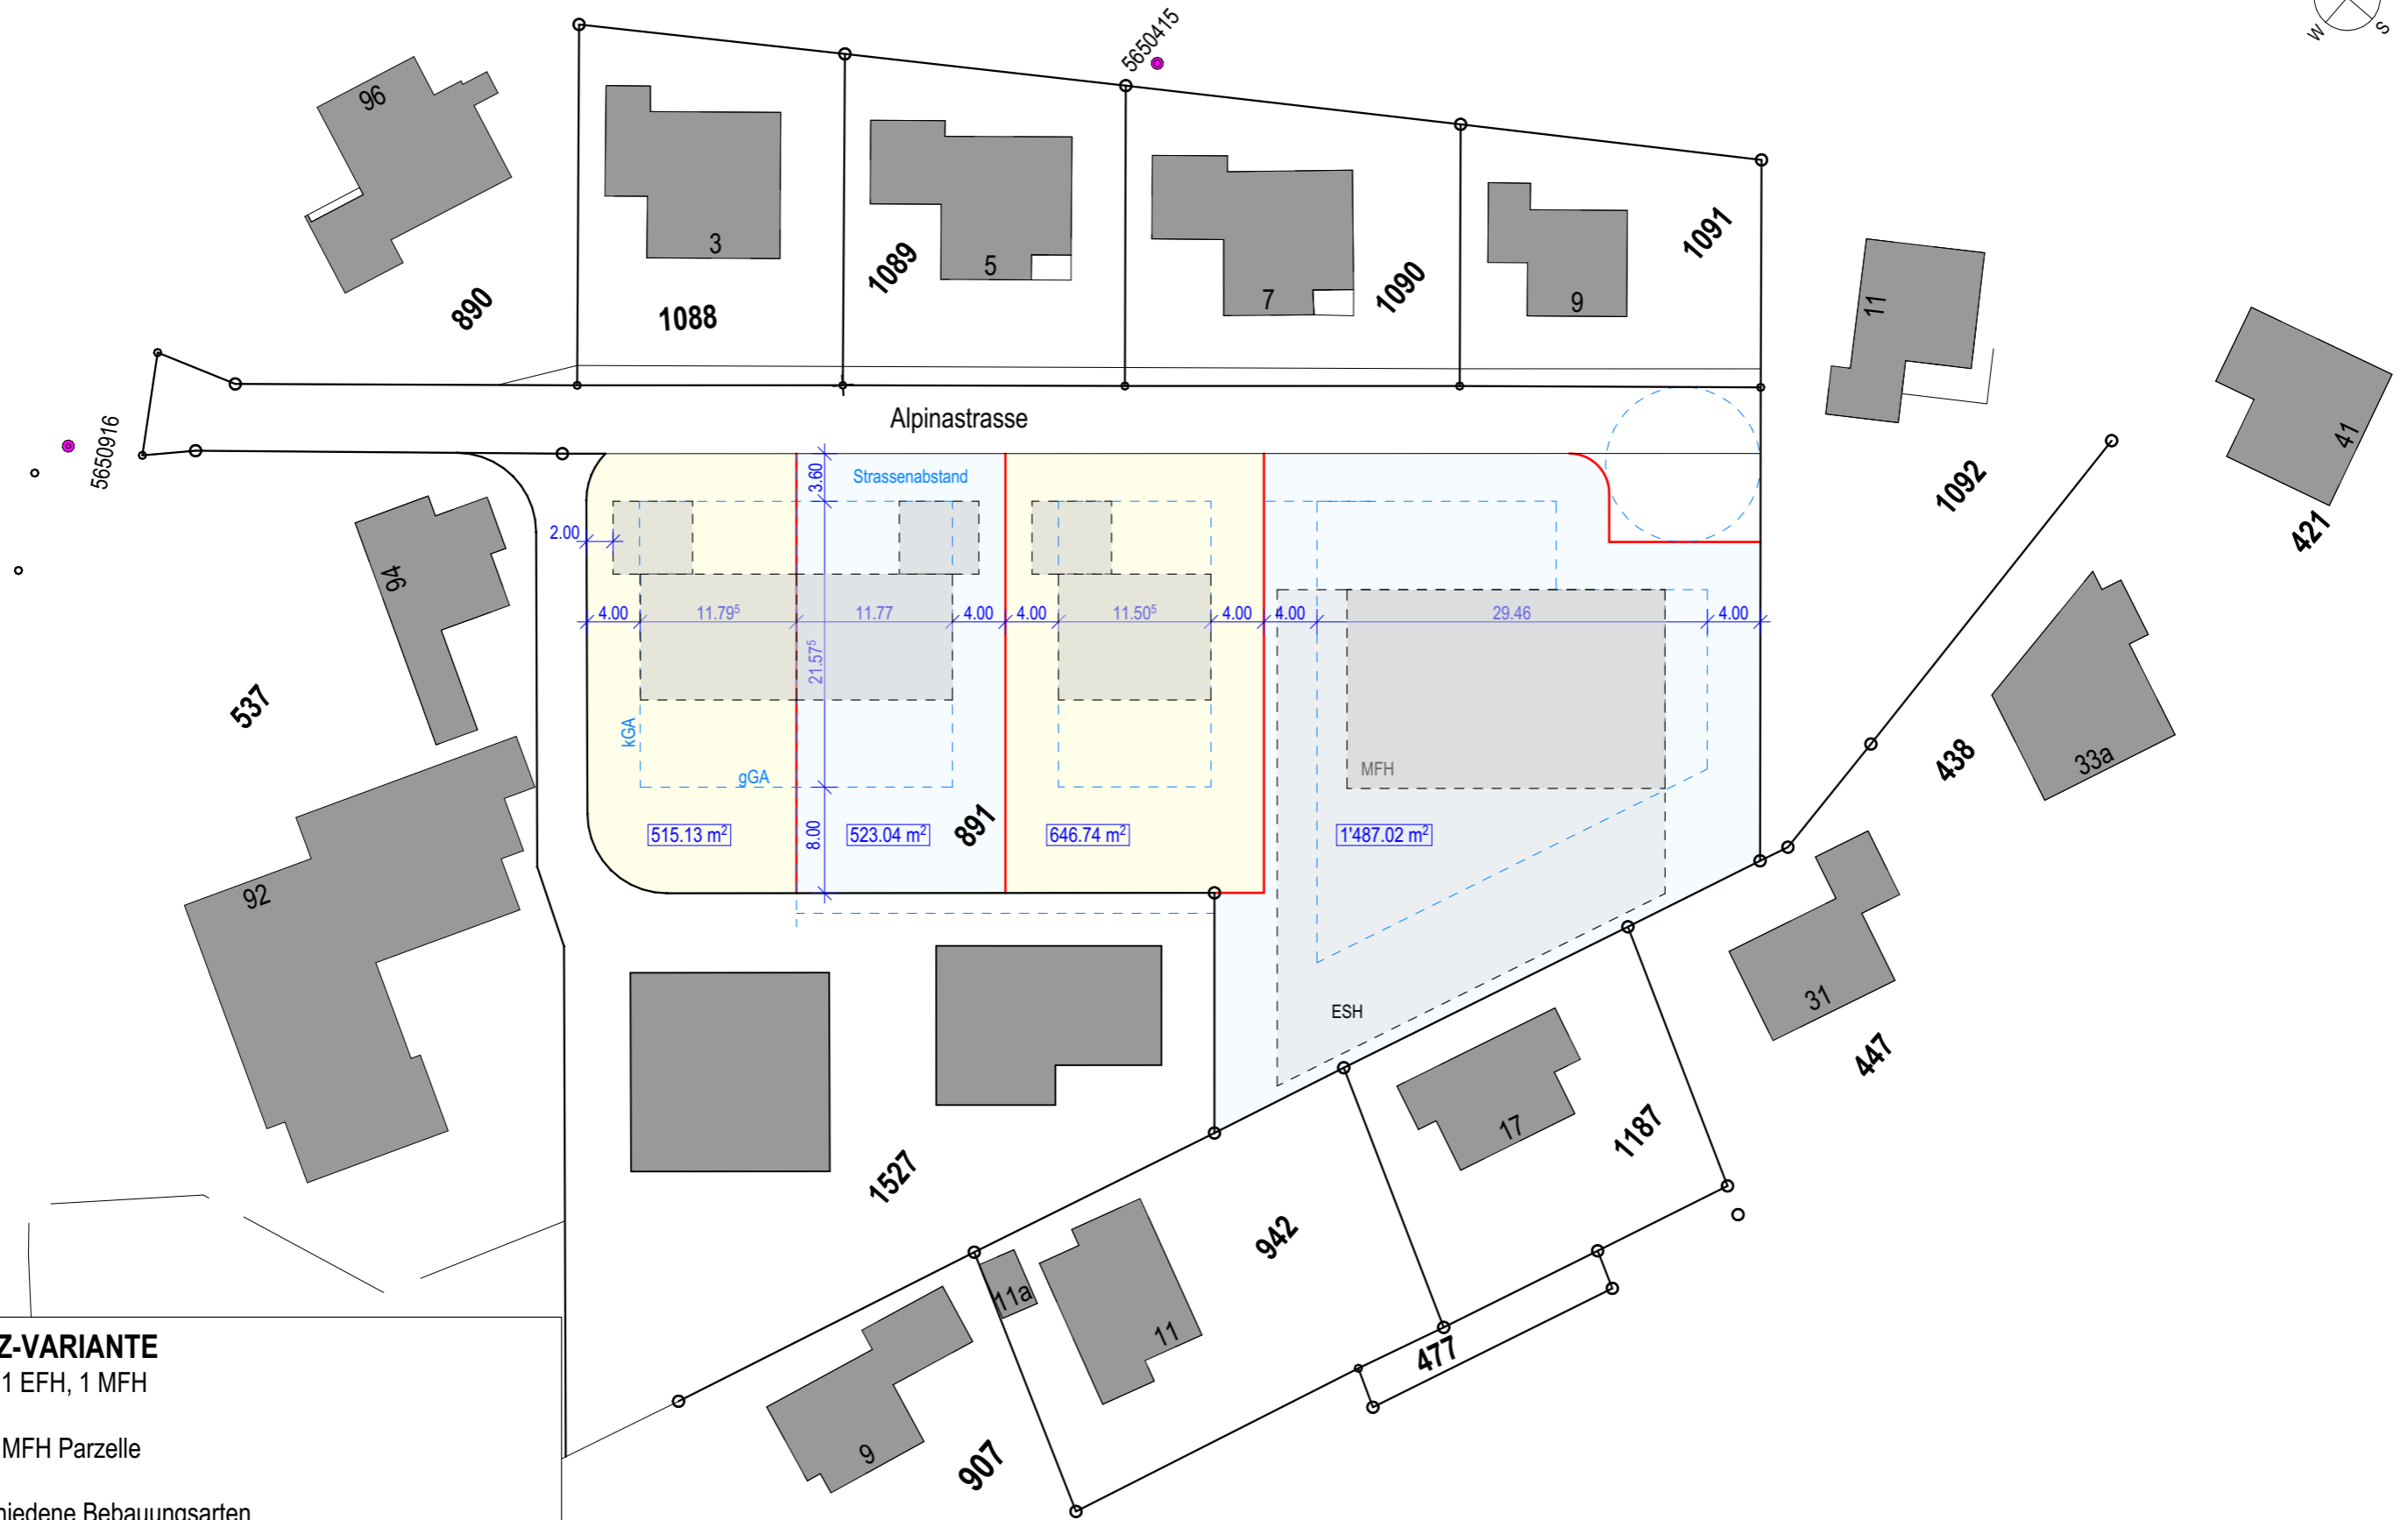 W
S
5650415
96
3
1089
5
7
1090
9
1091
11
890
1088
41
5650916
Alpinastrasse
1092
421
3.60
Strassenabstand
2.00
94
4.00
11.79⁵
11.77
4.00
4.00
11.50⁵
4.00
4.00
29.46
4.00
21.57⁵
537
kGA
gGA
MFH
438
33a
8.00
515.13 m²
523.04 m²
891
646.74 m²
1'487.02 m²
92
31
ESH
447
17
1187
1527
942
11a
11
477
9
907
Z-VARIANTE
1 EFH, 1 MFH
MFH Parzelle
hiedene Bebauungsarten